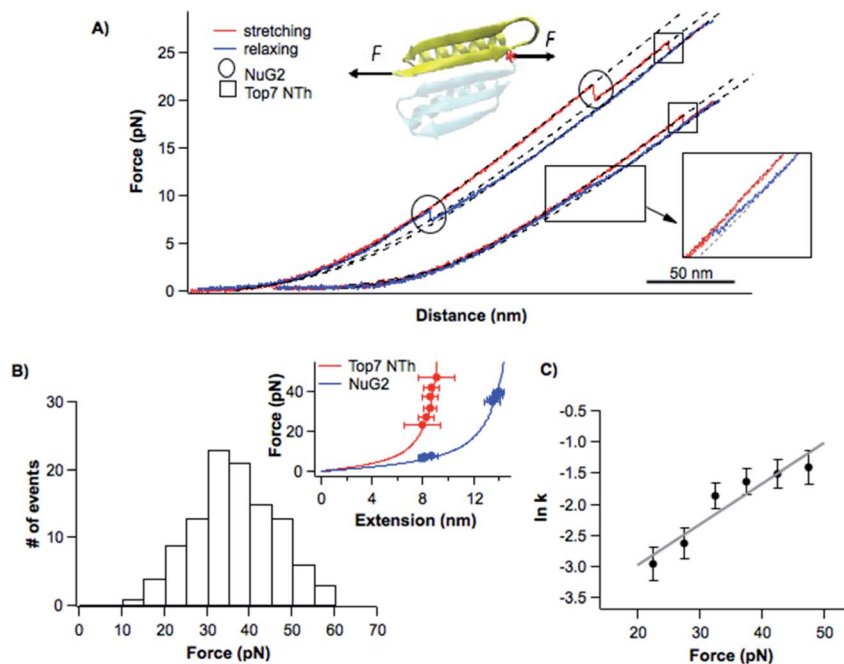 A)
stretching
relaxing
NuG2
Top7 NTh
F
F
*
Force (pN)
25
20
15
10
5
0
50 nm
Distance (nm)
B)
# of events
30
20
10
0
0 10 20 30 40 50 60 70
Force (pN)
Top7 NTh
NuG2
Force (pN)
40
20
0
0 4 8 12
Extension (nm)
C)
ln k
-0.5
-1.0
-1.5
-2.0
-2.5
-3.0
-3.5
20 30 40 50
Force (pN)